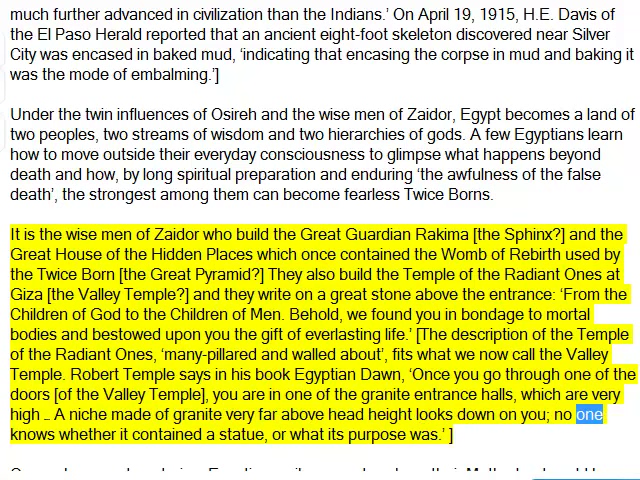 much further advanced in civilization than the Indians.' On April 19, 1915, H.E. Davis of
the El Paso Herald reported that an ancient eight-foot skeleton discovered near Silver
City was encased in baked mud, 'indicating that encasing the corpse in mud and baking it
was the mode of embalming.']
Under the twin influences of Osireh and the wise men of Zaidor, Egypt becomes a land of
two peoples, two streams of wisdom and two hierarchies of gods. A few Egyptians learn
how to move outside their everyday consciousness to glimpse what happens beyond
death and how, by long spiritual preparation and enduring 'the awfulness of the false
death', the strongest among them can become fearless Twice Borns.
It is the wise men of Zaidor who build the Great Guardian Rakima [the Sphinx?] and the
Great House of the Hidden Places which once contained the Womb of Rebirth used by
the Twice Born [the Great Pyramid?] They also build the Temple of the Radiant Ones at
Giza [the Valley Temple?] and they write on a great stone above the entrance: 'From the
Children of God to the Children of Men. Behold, we found you in bondage to mortal
bodies and bestowed upon you the gift of everlasting life.' [The description of the Temple
of the Radiant Ones, 'many-pillared and walled about', fits what we now call the Valley
Temple. Robert Temple says in his book Egyptian Dawn, 'Once you go through one of the
doors [of the Valley Temple], you are in one of the granite entrance halls, which are very
high .. A niche made of granite very far above head height looks down on you; no one
knows whether it contained a statue, or what its purpose was.' ]